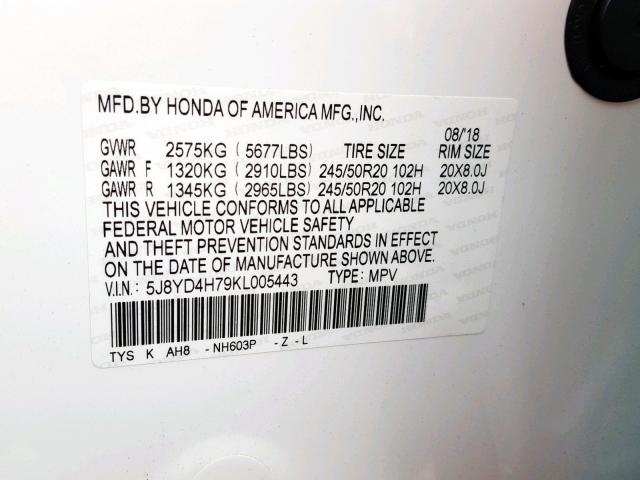 MFD.BY HONDA OF AMERICA MFG.,INC.
08/'18
GVWR 2575KG (5677LBS) TIRE SIZE RIM SIZE
GAWR F 1320KG (2910LBS) 245/50R20 102H 20X8.0J
GAWR R 1345KG (2965LBS) 245/50R20 102H 20X8.0J
THIS VEHICLE CONFORMS TO ALL APPLICABLE
FEDERAL MOTOR VEHICLE SAFETY
AND THEFT PREVENTION STANDARDS IN EFFECT
ON THE DATE OF MANUFACTURE SHOWN ABOVE.
V.I.N.: 5J8YD4H79KL005443 TYPE: MPV
TYS K AH8 -NH603P -Z-L